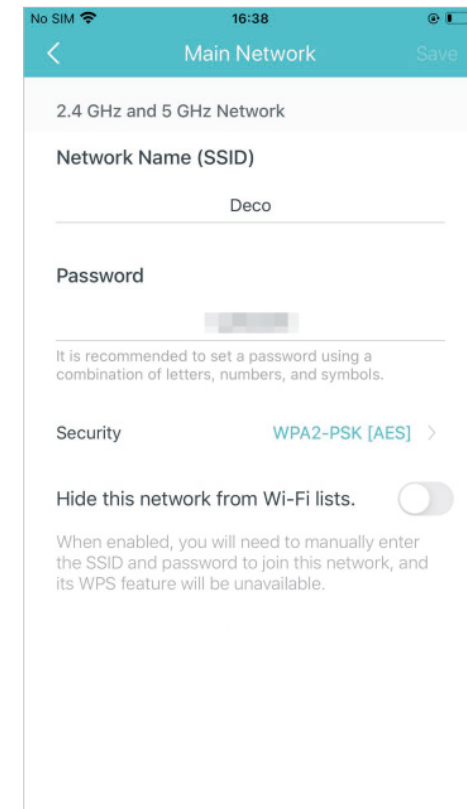 No SIM 16:38
Main Network Save
2.4 GHz and 5 GHz Network
Network Name (SSID)
Deco
Password
It is recommended to set a password using a
combination of letters, numbers, and symbols.
Security WPA2-PSK [AES]
Hide this network from Wi-Fi lists.
When enabled, you will need to manually enter
the SSID and password to join this network, and
its WPS feature will be unavailable.